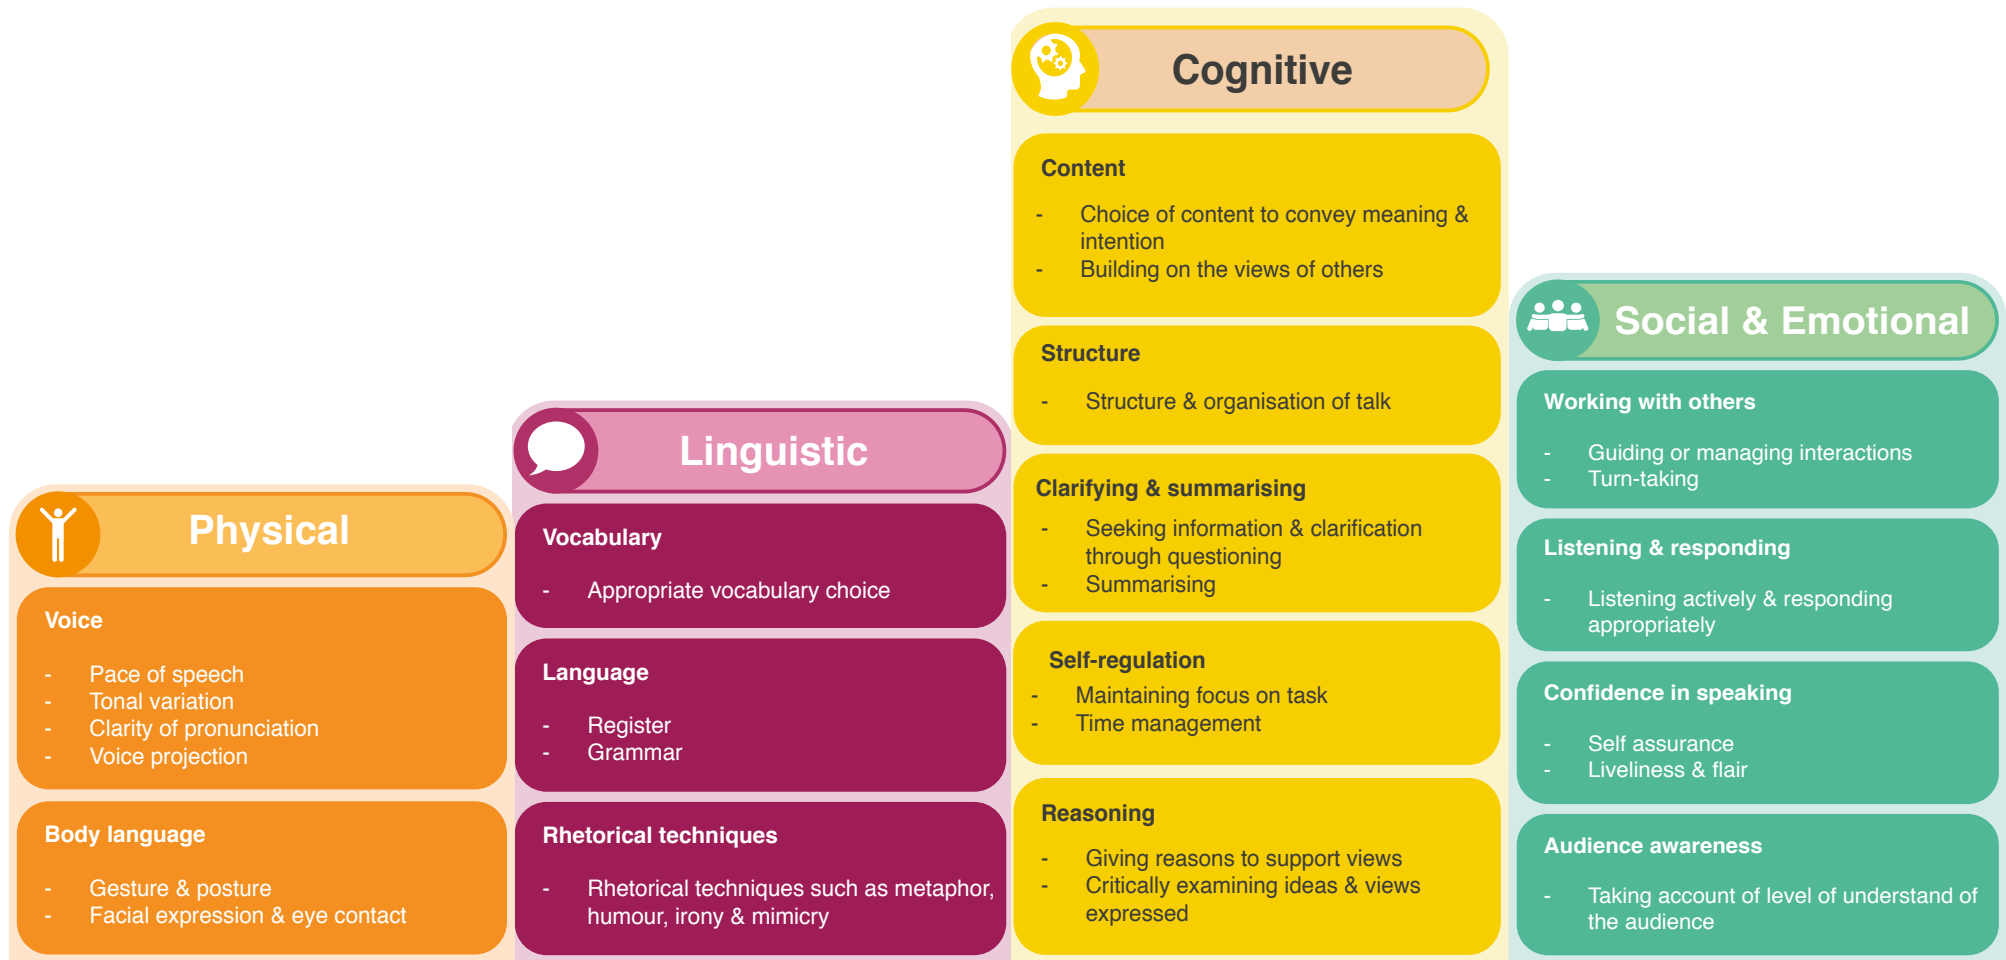 Physical
Voice
- Pace of speech
- Tonal variation
- Clarity of pronunciation
- Voice projection
Body language
- Gesture & posture
- Facial expression & eye contact
Linguistic
Vocabulary
- Appropriate vocabulary choice
Language
- Register
- Grammar
Rhetorical techniques
- Rhetorical techniques such as metaphor,
humour, irony & mimicry
Cognitive
Content
- Choice of content to convey meaning &
intention
- Building on the views of others
Structure
- Structure & organisation of talk
Clarifying & summarising
- Seeking information & clarification
through questioning
- Summarising
Self-regulation
- Maintaining focus on task
- Time management
Reasoning
- Giving reasons to support views
- Critically examining ideas & views
expressed
Social & Emotional
Working with others
- Guiding or managing interactions
- Turn-taking
Listening & responding
- Listening actively & responding
appropriately
Confidence in speaking
- Self assurance
- Liveliness & flair
Audience awareness
- Taking account of level of understand of
the audience